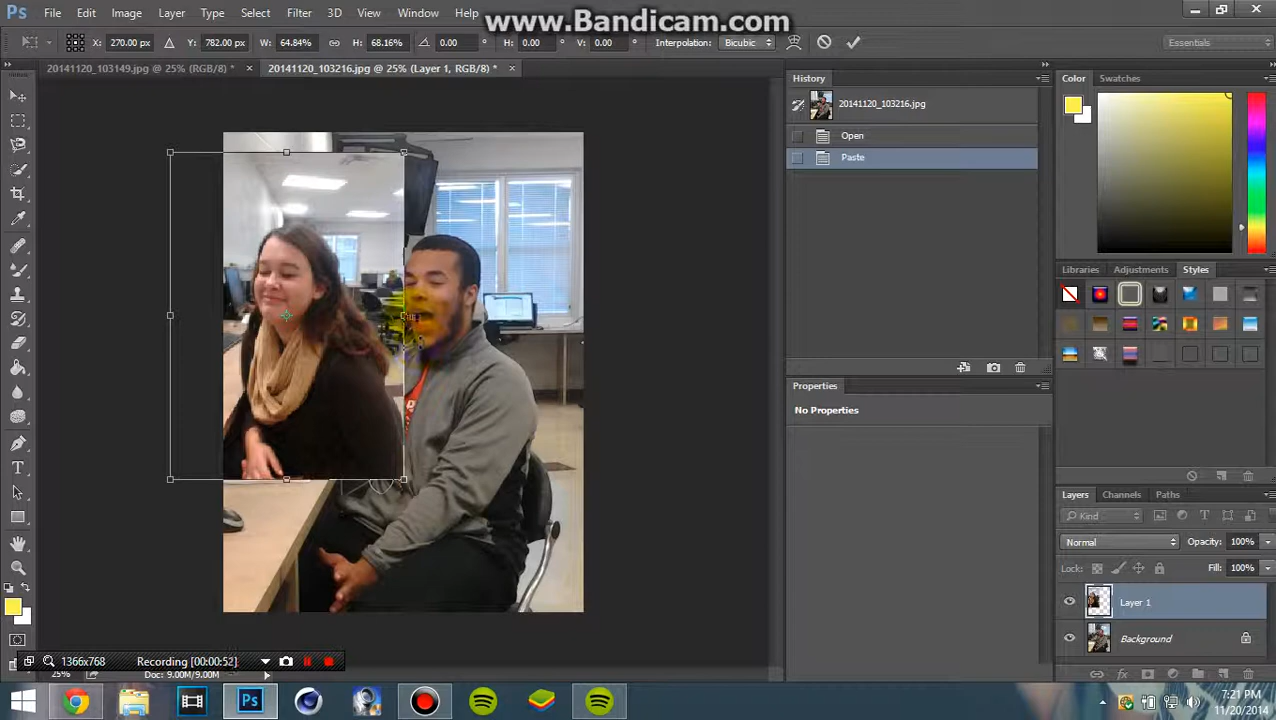 www.Bandicam.com
Ps File Edit Image Layer Type Select Filter 3D View Window Help
X: 270.00 px Y: 782.00 px W: 64.84% H: 68.16% 0.00 ° H: 0.00 ° V: 0.00 ° Interpolation: Bicubic Essentials
20141120_103149.jpg @ 25% (RGB/8) * × 20141120_103216.jpg @ 25% (Layer 1, RGB/8) * ×
History
20141120_103216.jpg
Open
Paste
Properties
No Properties
Color Swatches
Libraries Adjustments Styles
Layers Channels Paths
Kind
Normal Opacity: 100%
Lock: Fill: 100%
Layer 1
Background
1366x768 Recording [00:00:52]
25% Doc: 9.00M/9.00M
Ps
7:21 PM
11/20/2014